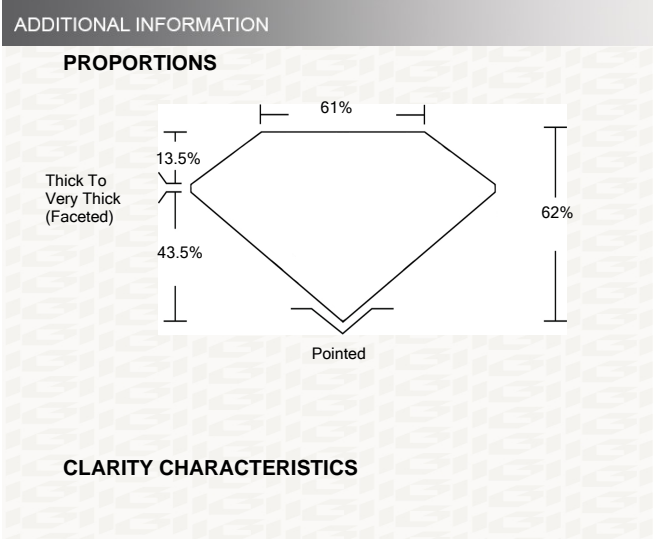 ADDITIONAL INFORMATION
PROPORTIONS
61%
13.5%
Thick To
Very Thick
(Faceted)
62%
43.5%
Pointed
CLARITY CHARACTERISTICS